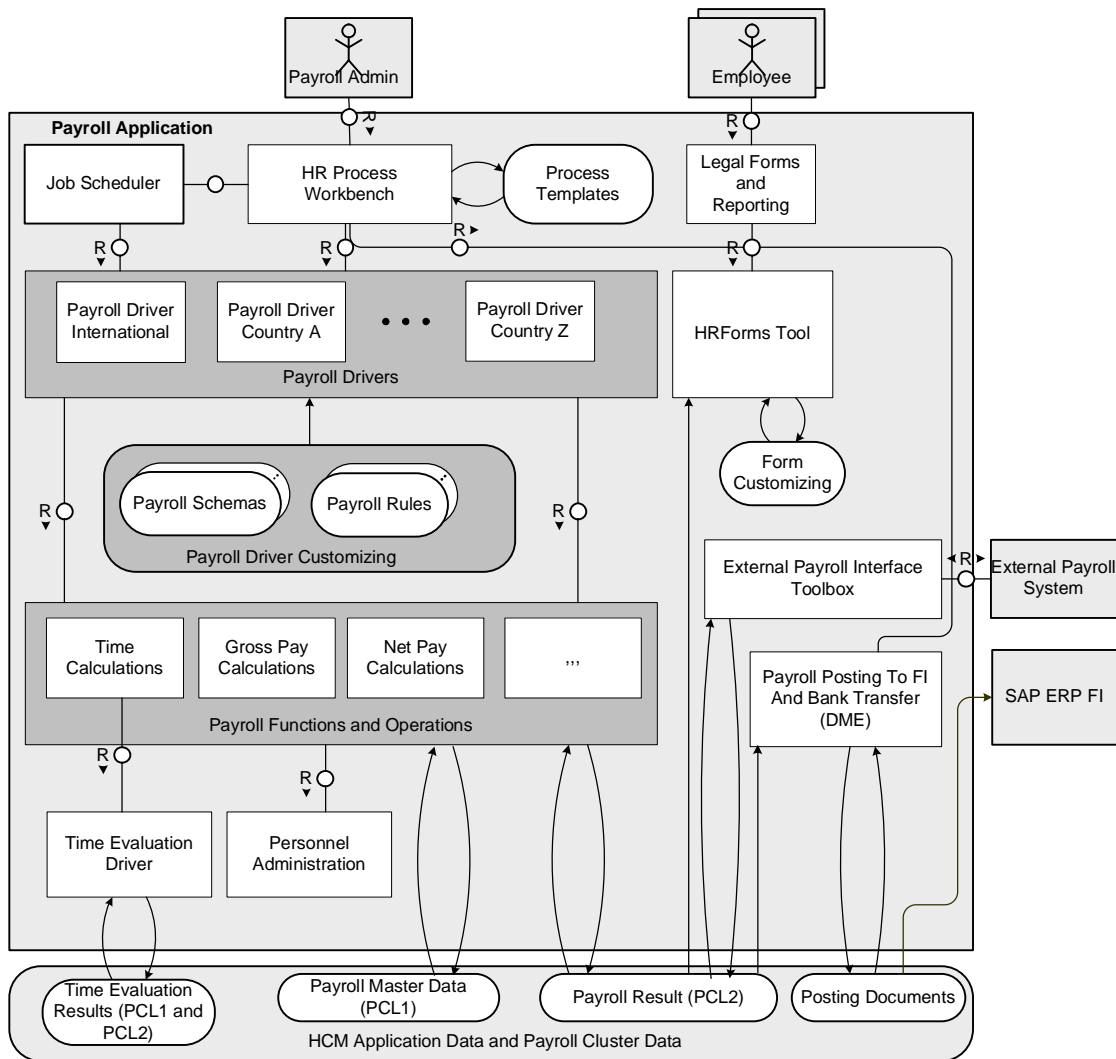 Payroll Admin
Employee
R
R
Payroll Application
Job Scheduler
HR Process
Workbench
Process
Templates
Legal Forms
and
Reporting
R
R
R
R
Payroll Driver
International
Payroll Driver
Country A
• • •
Payroll Driver
Country Z
Payroll Drivers
HRForms Tool
Form
Customizing
R
R
Payroll Schemas
Payroll Rules
Payroll Driver Customizing
External Payroll Interface
Toolbox
R
External Payroll
System
Time
Calculations
Gross Pay
Calculations
Net Pay
Calculations
,,,
Payroll Functions and Operations
Payroll Posting To FI
And Bank Transfer
(DME)
SAP ERP FI
R
R
Time Evaluation
Driver
Personnel
Administration
Time Evaluation
Results (PCL1 and
PCL2)
Payroll Master Data
(PCL1)
Payroll Result (PCL2)
Posting Documents
HCM Application Data and Payroll Cluster Data